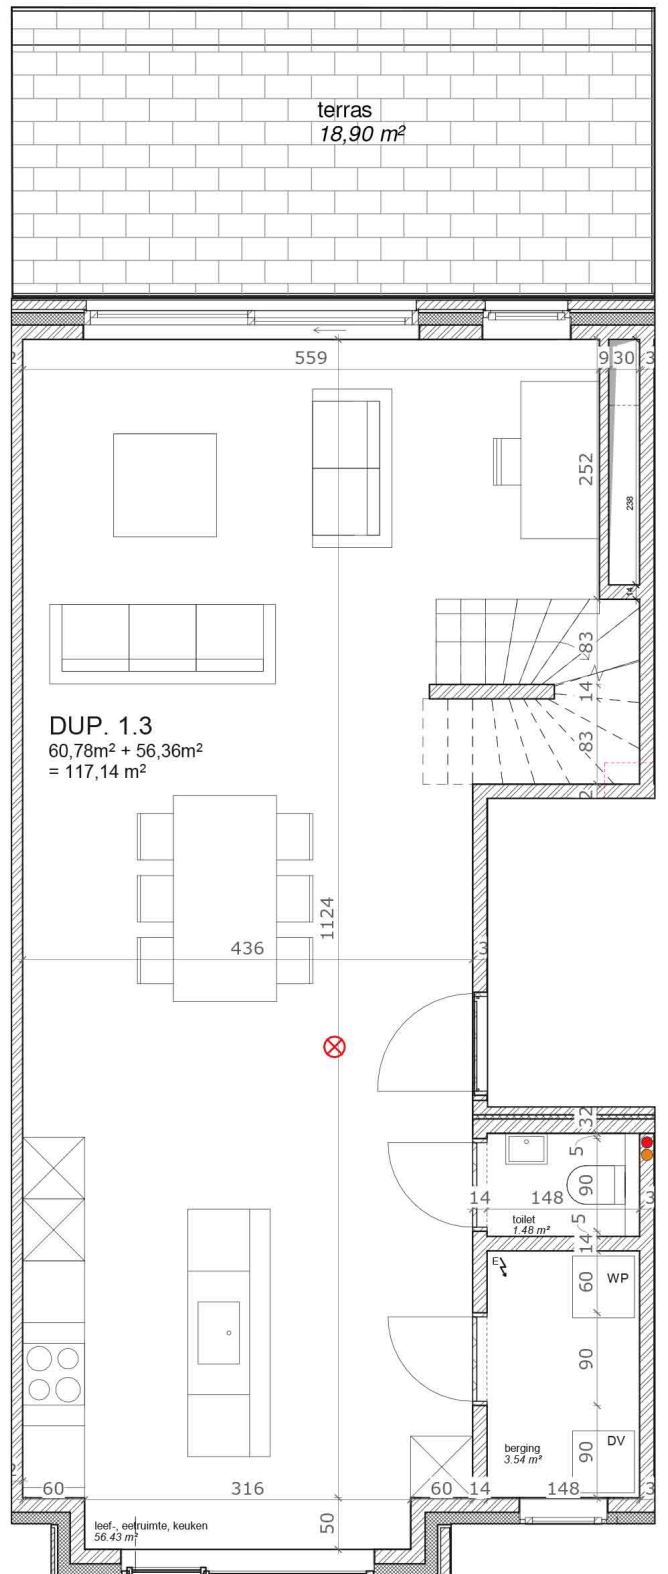 terras
18,90 m²
559
9
30
3
252
238
14
83
14
83
2
DUP. 1.3
60,78m² + 56,36m²
= 117,14 m²
1124
436
3
32
5
90
14
148
3
5
toilet
1.48 m²
14
E
60
WP
90
berging
3.54 m²
90
DV
60
316
60
14
148
3
50
leef-, eetruimte, keuken
56.43 m²